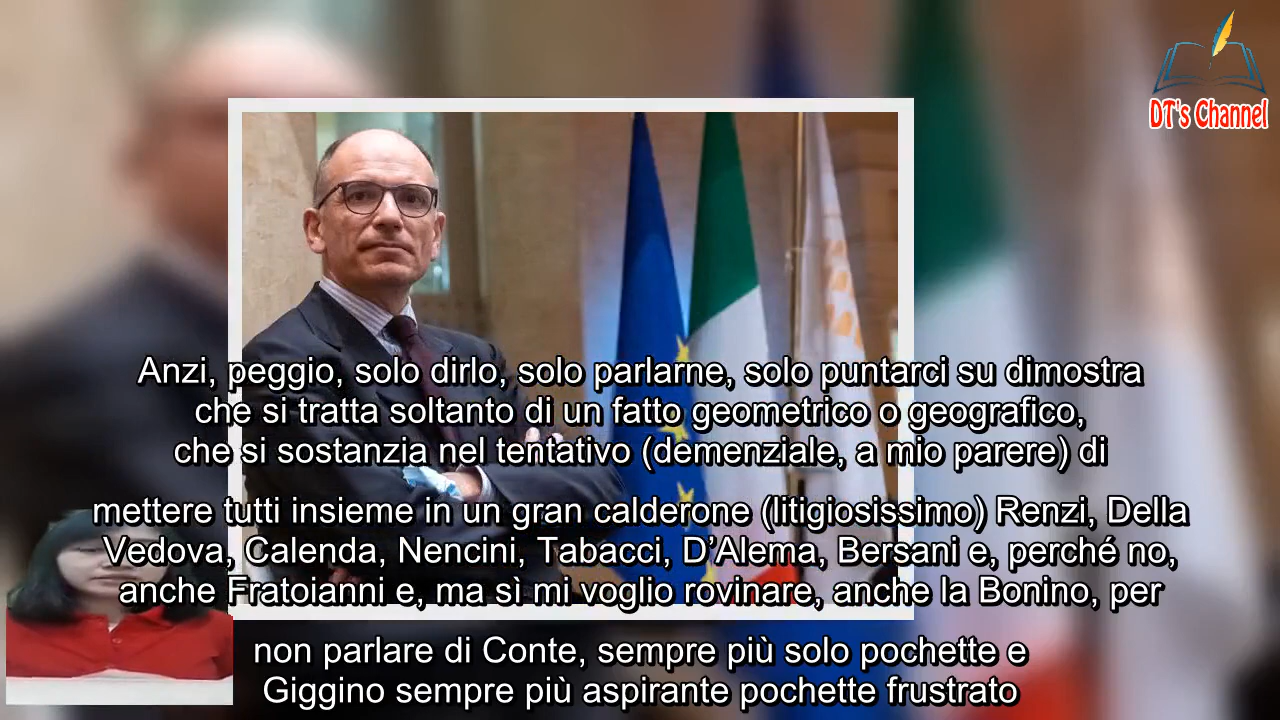 DT's Channel
Anzi, peggio, solo dirlo, solo parlarne, solo puntarci su dimostra
che si tratta soltanto di un fatto geometrico o geografico,
che si sostanzia nel tentativo (demenziale, a mio parere) di
mettere tutti insieme in un gran calderone (litigiosissimo) Renzi, Della
Vedova, Calenda, Nencini, Tabacci, D’Alema, Bersani e, perché no,
anche Fratoianni e, ma sì mi voglio rovinare, anche la Bonino, per
non parlare di Conte, sempre più solo pochette e
Giggino sempre più aspirante pochette frustrato